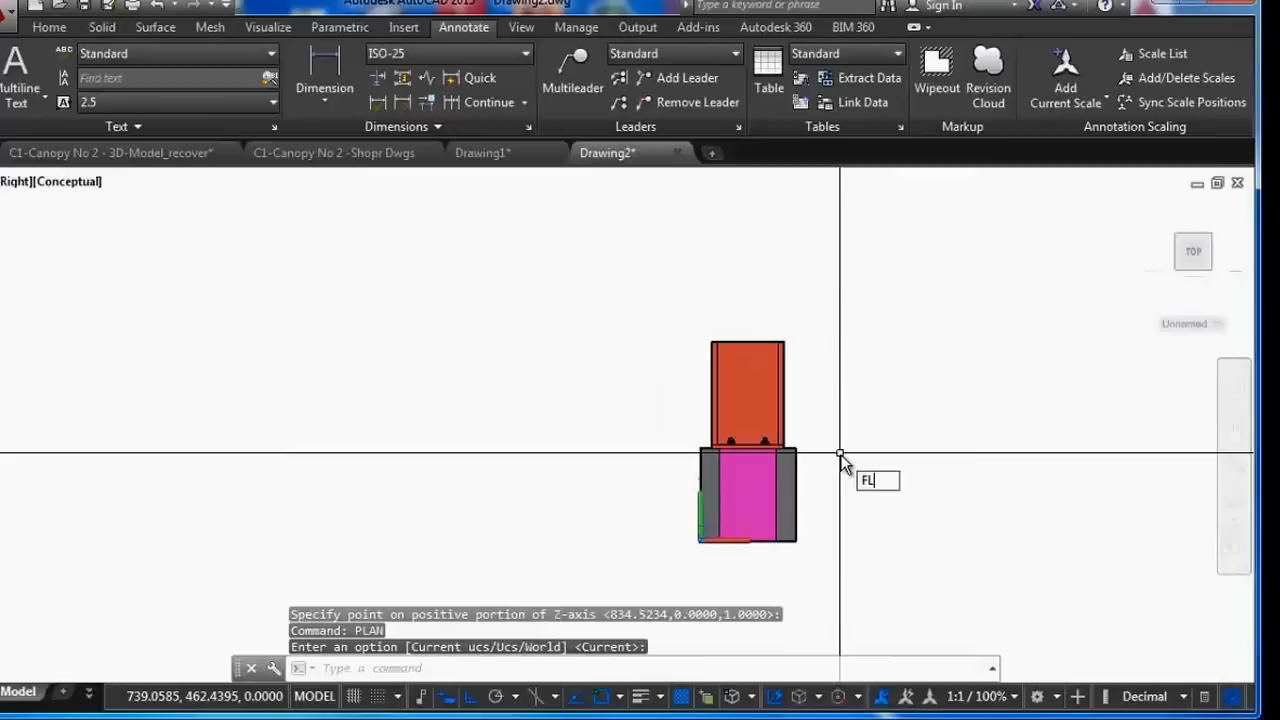 Autodesk AutoCAD 2015 Drawing2.dwg Type a keyword or phrase Sign In
Home Solid Surface Mesh Visualize Parametric Insert Annotate View Manage Output Add-ins Autodesk 360 BIM 360
ABC Standard ISO-25 Standard Standard Scale List
A Find text Quick Add Leader Extract Data Add/Delete Scales
Multiline Text 2.5 Dimension Continue Multileader Remove Leader Table Link Data Wipeout Revision Cloud Add Current Scale Sync Scale Positions
Text Dimensions Leaders Tables Markup Annotation Scaling
C1-Canopy No 2 - 3D-Model_recover* C1-Canopy No 2 -Shopr Dwgs Drawing1* Drawing2*
Right][Conceptual]
TOP
Unnamed
FL
Specify point on positive portion of Z-axis <834.5234,0.0000,1.0000>:
Command: PLAN
Enter an option [Current ucs/Ucs/World] <Current>:
Type a command
Model 739.0585, 462.4395, 0.0000 MODEL 1:1 / 100% Decimal